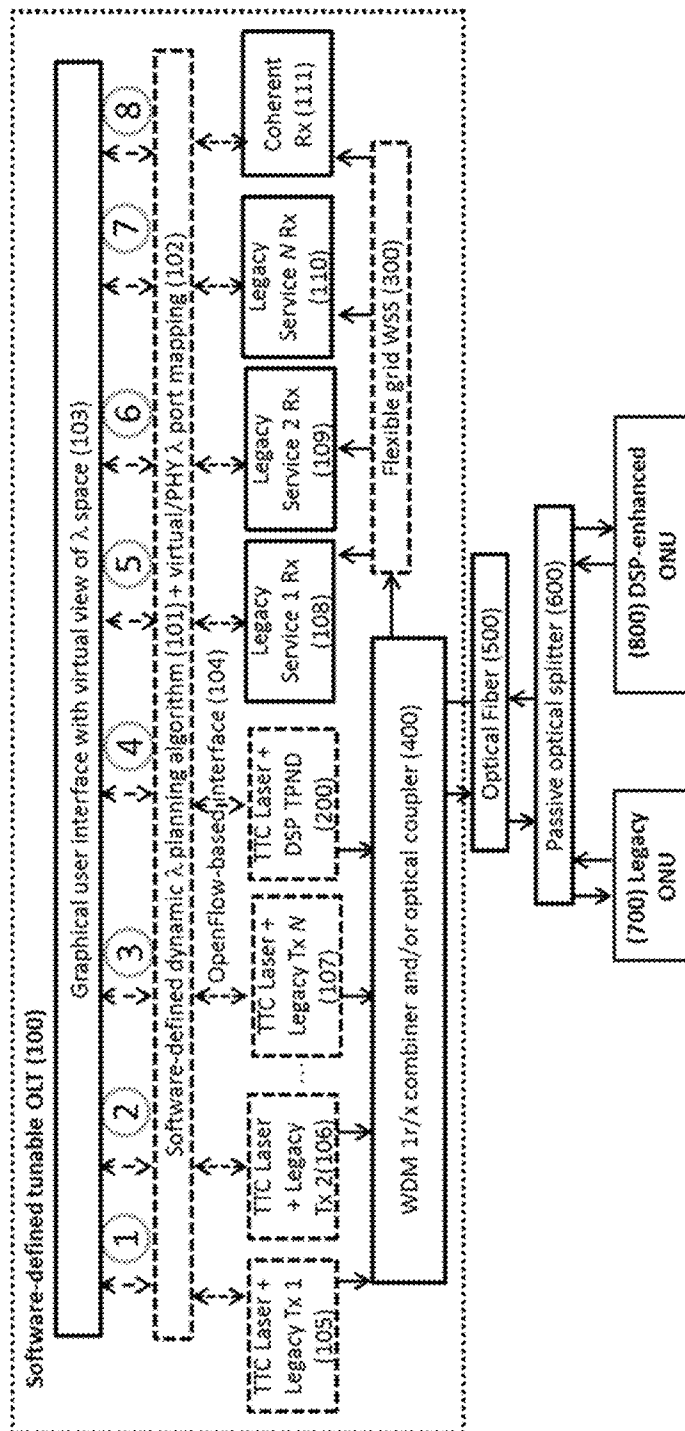 Software-defined tunable OLT (100)
Graphical user interface with virtual view of λ space (103)
1
2
3
4
5
6
7
8
Software-defined dynamic λ planning algorithm (101) + virtual/PHY λ port mapping (102)
OpenFlow-based interface (104)
TTC Laser +
Legacy Tx 1
(105)
TTC Laser
+ Legacy
Tx 2(106)
...
TTC Laser +
Legacy Tx N
(107)
TTC Laser +
DSP TPND
(200)
Legacy
Service 1 Rx
(108)
Legacy
Service 2 Rx
(109)
Legacy
Service N Rx
(110)
Coherent
Rx (111)
Flexible grid WSS (300)
WDM 1r/x combiner and/or optical coupler (400)
Optical Fiber (500)
Passive optical splitter (600)
(700) Legacy
ONU
(800) DSP-enhanced
ONU